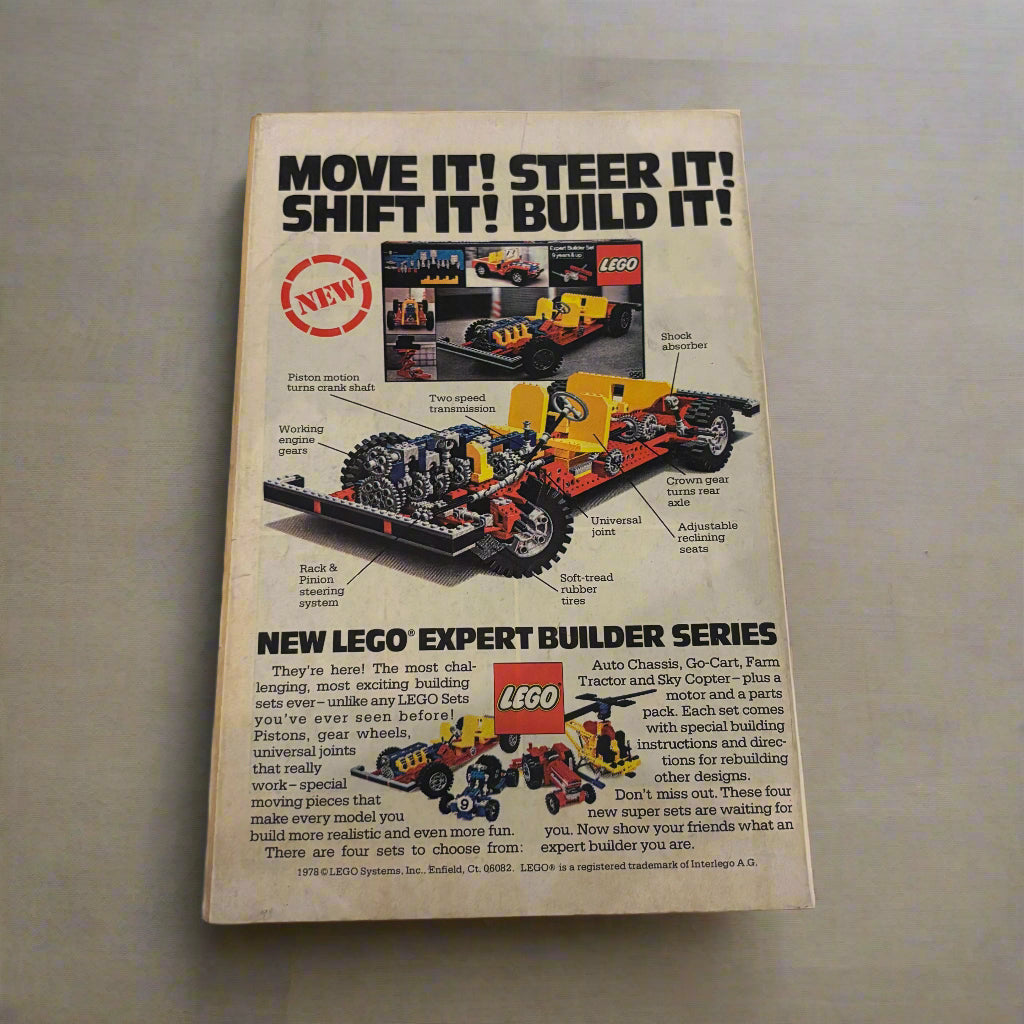 MOVE IT! STEER IT!
SHIFT IT! BUILD IT!
NEW
Expert Builder Set
9 years & up
LEGO
956
Shock
absorber
Piston motion
turns crank shaft
Two speed
transmission
Working
engine
gears
Crown gear
turns rear
axle
Universal
joint
Adjustable
reclining
seats
Rack &
Pinion
steering
system
Soft-tread
rubber
tires
NEW LEGO® EXPERT BUILDER SERIES
They're here! The most chal-
lenging, most exciting building
sets ever – unlike any LEGO Sets
you've ever seen before!
Pistons, gear wheels,
universal joints
that really
work – special
moving pieces that
make every model you
build more realistic and even more fun.
There are four sets to choose from:
LEGO
9
Auto Chassis, Go-Cart, Farm
Tractor and Sky Copter – plus a
motor and a parts
pack. Each set comes
with special building
instructions and direc-
tions for rebuilding
other designs.
Don't miss out. These four
new super sets are waiting for
you. Now show your friends what an
expert builder you are.
1978 © LEGO Systems, Inc., Enfield, Ct. 06082. LEGO® is a registered trademark of Interlego A.G.